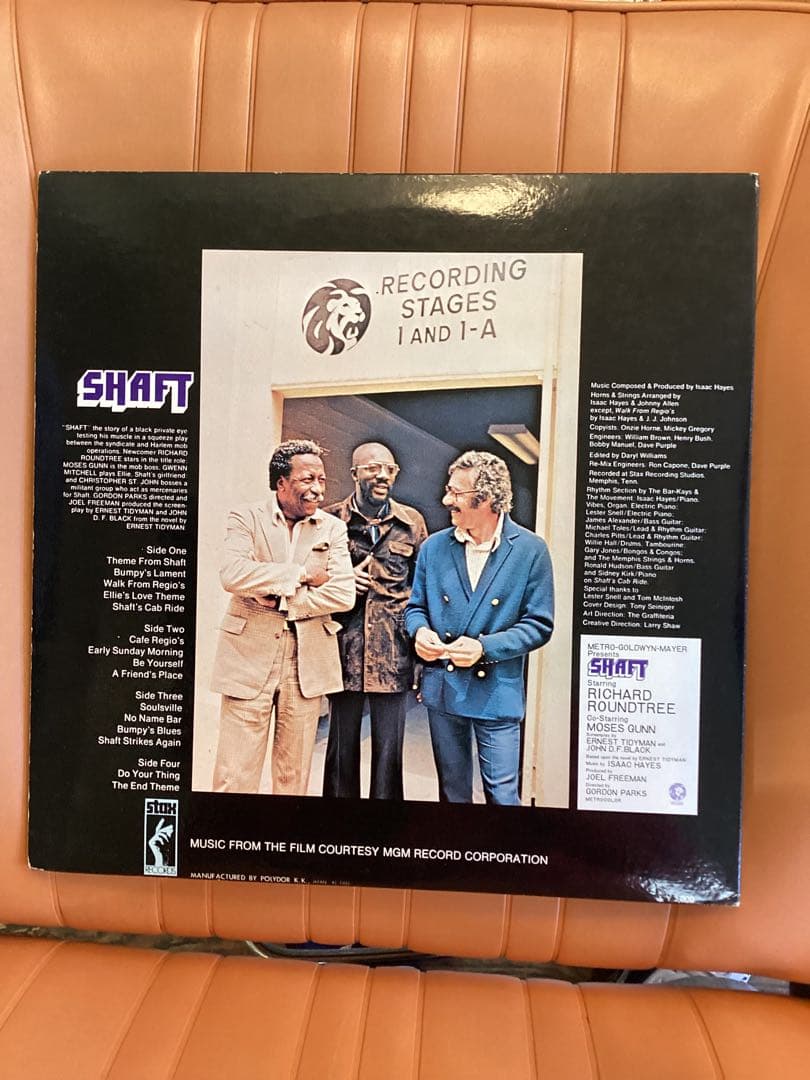 RECORDING
STAGES
1 AND 1-A
SHAFT
"SHAFT" the story of a black private eye
testing his muscle in a squeeze play
between the syndicate and Harlem mob
operations. Newcomer RICHARD
ROUNDTREE stars in the title role.
MOSES GUNN is the mob boss. GWENN
MITCHELL plays Ellie, Shaft's girlfriend
and CHRISTOPHER ST. JOHN bosses a
militant group who act as mercenaries
for Shaft. GORDON PARKS directed and
JOEL FREEMAN produced the screen-
play by ERNEST TIDYMAN and JOHN
D. F. BLACK from the novel by
ERNEST TIDYMAN.
Side One
Theme From Shaft
Bumpy's Lament
Walk From Regio's
Ellie's Love Theme
Shaft's Cab Ride
Side Two
Cafe Regio's
Early Sunday Morning
Be Yourself
A Friend's Place
Side Three
Soulsville
No Name Bar
Bumpy's Blues
Shaft Strikes Again
Side Four
Do Your Thing
The End Theme
stax
RECORDS
Music Composed & Produced by Isaac Hayes
Horns & Strings Arranged by
Isaac Hayes & Johnny Allen
except, Walk From Regio's
by Isaac Hayes & J. J. Johnson
Copyists: Onzie Horne, Mickey Gregory
Engineers: William Brown, Henry Bush,
Bobby Manuel, Dave Purple
Edited by Daryl Williams
Re-Mix Engineers: Ron Capone, Dave Purple
Recorded at Stax Recording Studios.
Memphis, Tenn.
Rhythm Section by The Bar-Kays &
The Movement: Isaac Hayes/Piano.
Vibes, Organ. Electric Piano:
Lester Snell/Electric Piano:
James Alexander/Bass Guitar:
Michael Toles/Lead & Rhythm Guitar:
Charles Pitts/Lead & Rhythm Guitar:
Willie Hall/Drums. Tambourine:
Gary Jones/Bongos & Congos:
and The Memphis Strings & Horns.
Ronald Hudson/Bass Guitar
and Sidney Kirk/Piano
on Shaft's Cab Ride.
Special thanks to
Lester Snell and Tom McIntosh
Cover Design: Tony Seiniger
Art Direction: The Graffiteria
Creative Direction: Larry Shaw
METRO-GOLDWYN-MAYER
Presents
SHAFT
Starring
RICHARD
ROUNDTREE
Co-Starring
MOSES GUNN
Screenplay by
ERNEST TIDYMAN and
JOHN D.F. BLACK
Based upon the novel by ERNEST TIDYMAN
Music by ISAAC HAYES
Produced by
JOEL FREEMAN
Directed by
GORDON PARKS
METROCOLOR
MUSIC FROM THE FILM COURTESY MGM RECORD CORPORATION
MANUFACTURED BY POLYDOR K.K., JAPAN